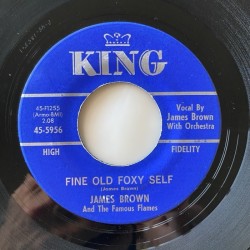 KING
45-F1255
(Armo-BMI)
2:08
45-5956
Vocal By
James Brown
With Orchestra
HIGH
FIDELITY
FINE OLD FOXY SELF
(James Brown)
JAMES BROWN
And The Famous Flames